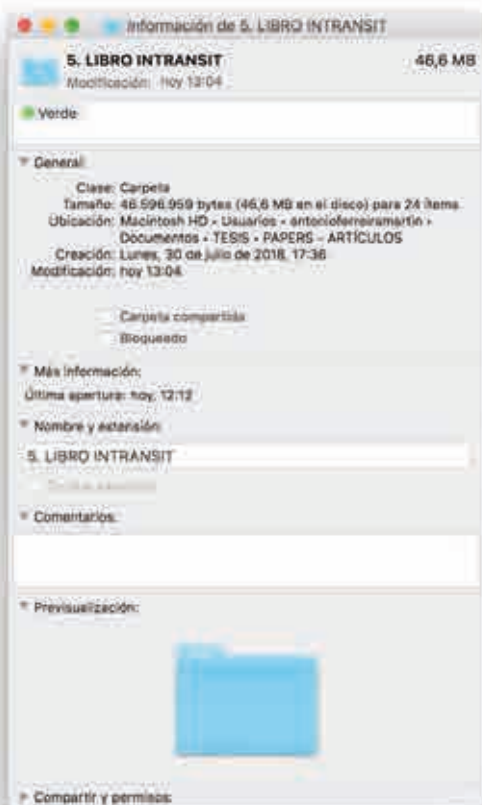 Información de 5. LIBRO INTRANSIT
5. LIBRO INTRANSIT 46,6 MB
Modificación: hoy 13:04
Verde
General:
Clase: Carpeta
Tamaño: 46.596.959 bytes (46,6 MB en el disco) para 24 ítems
Ubicación: Macintosh HD ▸ Usuarios ▸ antonioferreiramartin ▸
Documentos ▸ TESIS ▸ PAPERS - ARTÍCULOS
Creación: Lunes, 30 de julio de 2018, 17:36
Modificación: hoy 13:04
Carpeta compartida
Bloqueado
Más información:
Última apertura: hoy, 12:12
Nombre y extensión:
5. LIBRO INTRANSIT
Comentarios:
Previsualización:
Compartir y permisos: